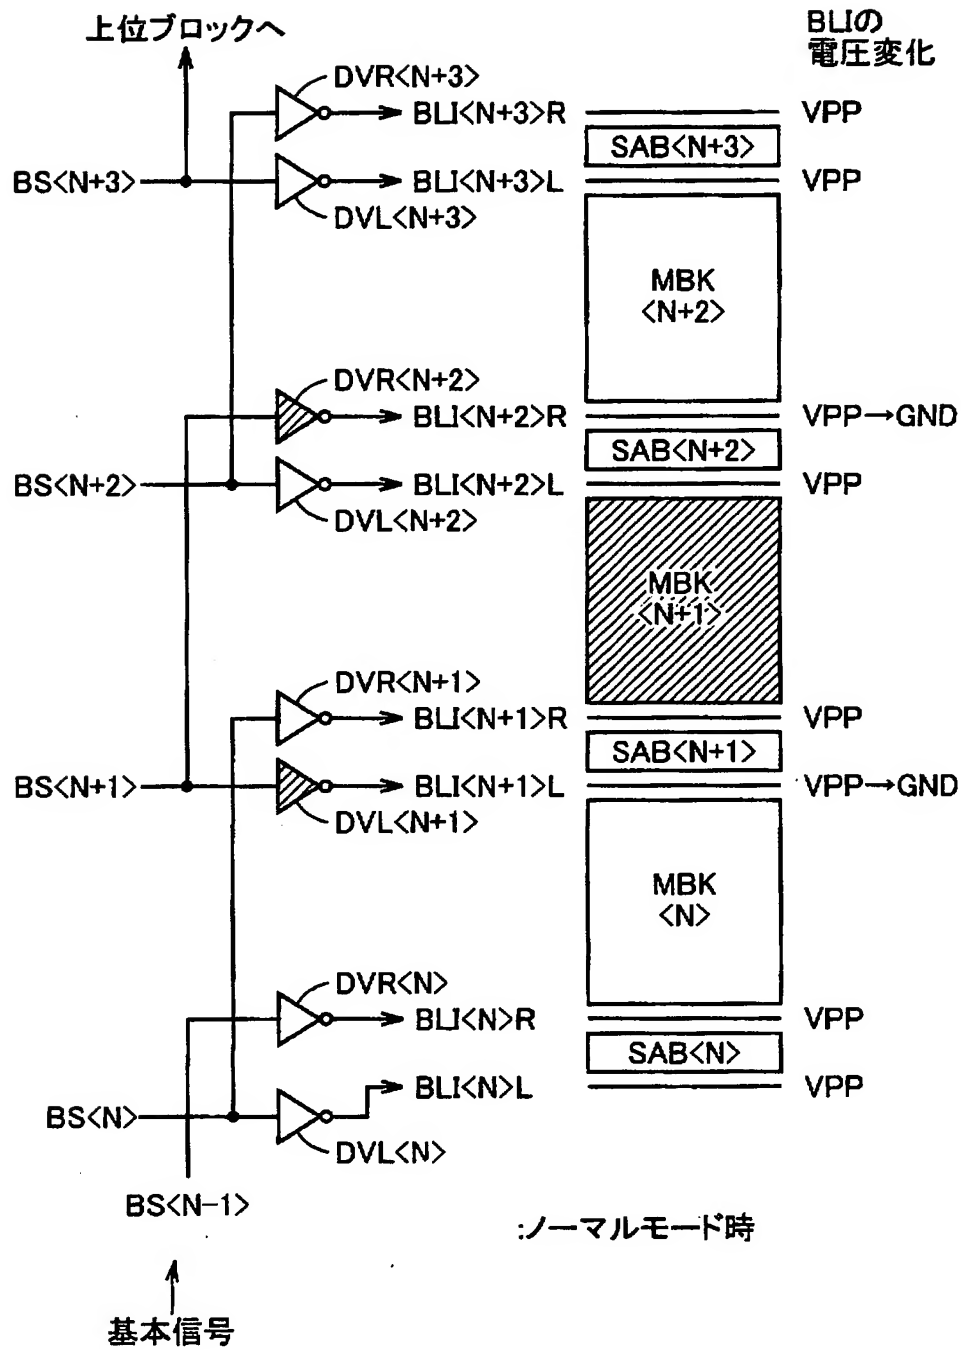 上位ブロックへ
BLIの
電圧変化
DVR<N+3>
BLI<N+3>R
VPP
SAB<N+3>
BS<N+3>
BLI<N+3>L
VPP
DVL<N+3>
MBK
<N+2>
DVR<N+2>
BLI<N+2>R
VPP→GND
SAB<N+2>
BS<N+2>
BLI<N+2>L
VPP
DVL<N+2>
MBK
<N+1>
DVR<N+1>
BLI<N+1>R
VPP
SAB<N+1>
BS<N+1>
BLI<N+1>L
VPP→GND
DVL<N+1>
MBK
<N>
DVR<N>
BLI<N>R
VPP
SAB<N>
BLI<N>L
VPP
BS<N>
DVL<N>
BS<N-1>
:ノーマルモード時
基本信号